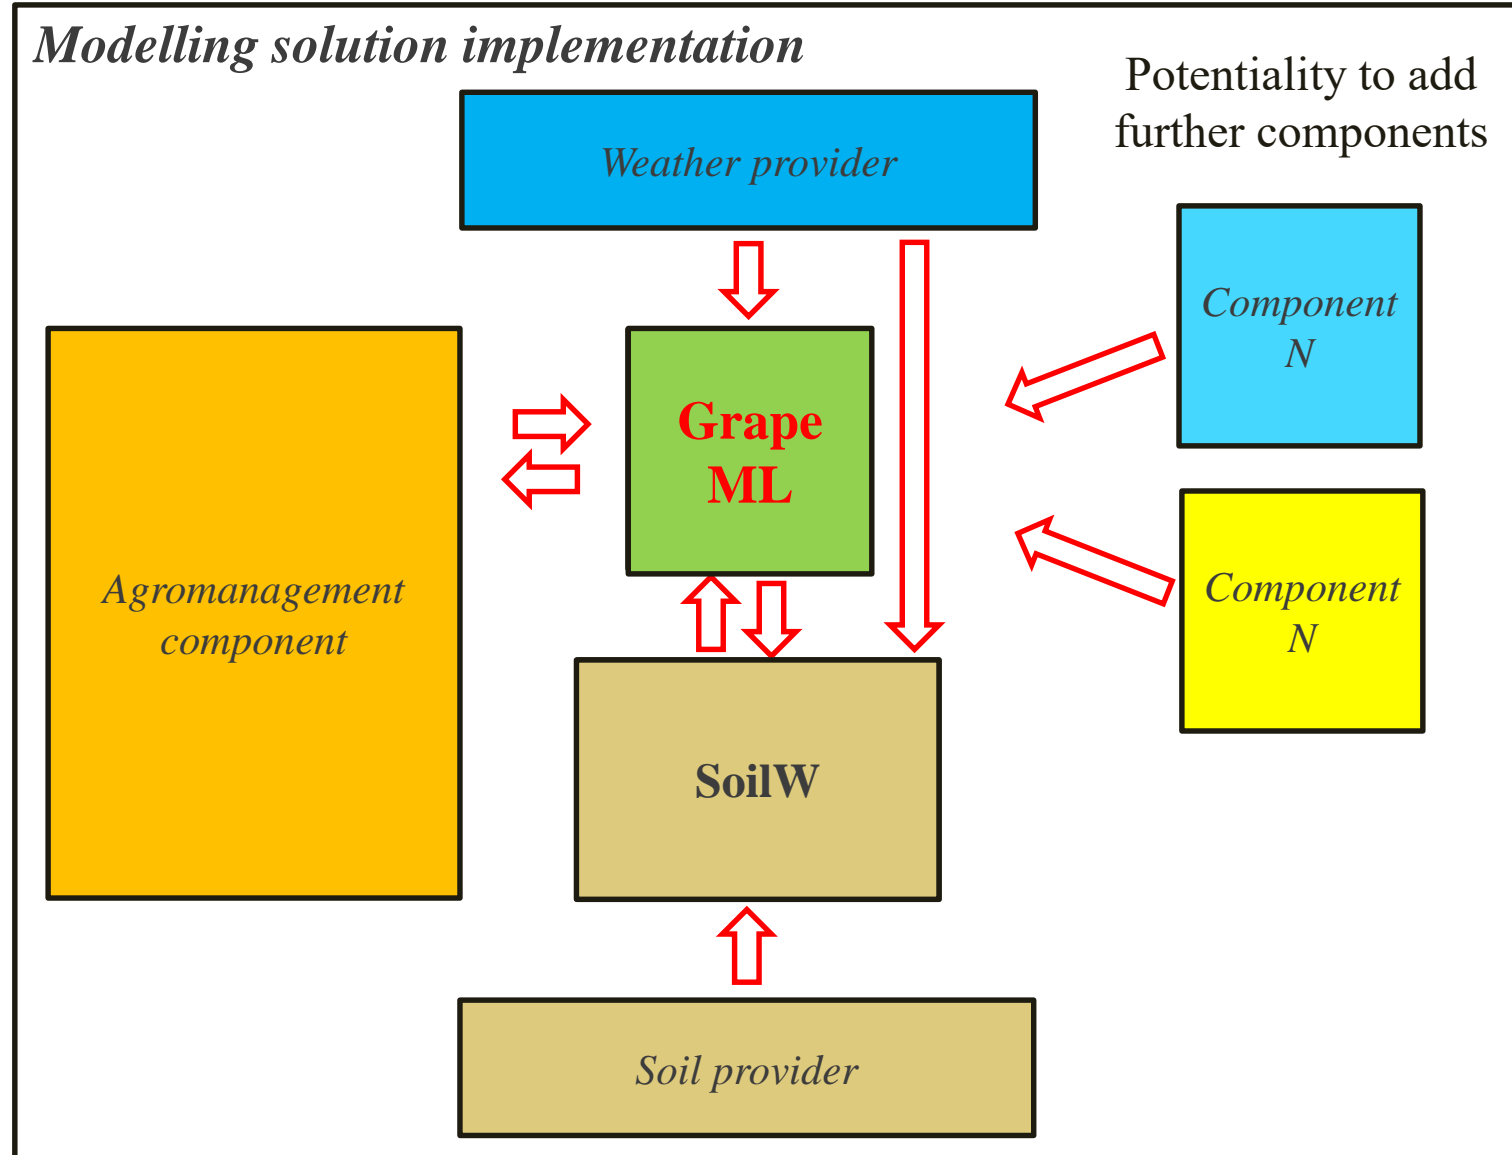 Modelling solution implementation
Potentiality to add
further components
Weather provider
Component
N
Grape
ML
Agromanagement
component
Component
N
SoilW
Soil provider